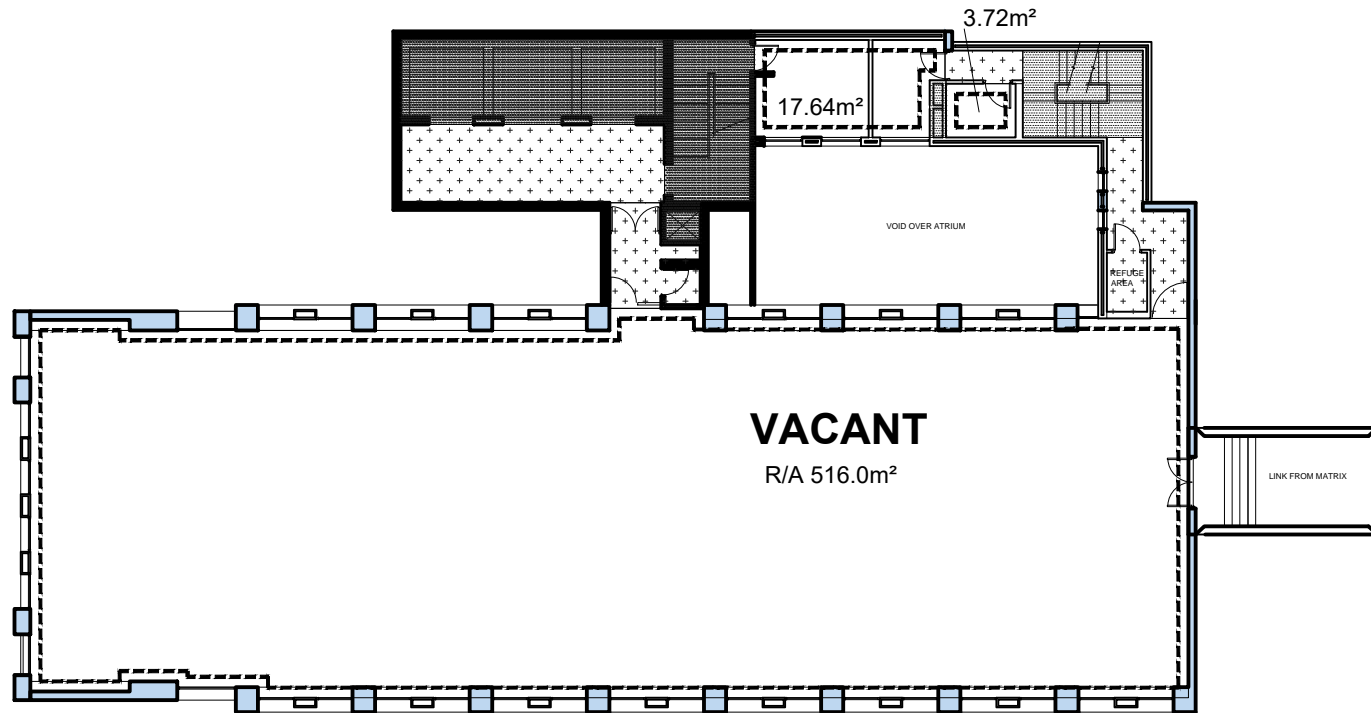 3.72m²
17.64m²
VOID OVER ATRIUM
REFUGE
AREA
VACANT
R/A 516.0m²
LINK FROM MATRIX